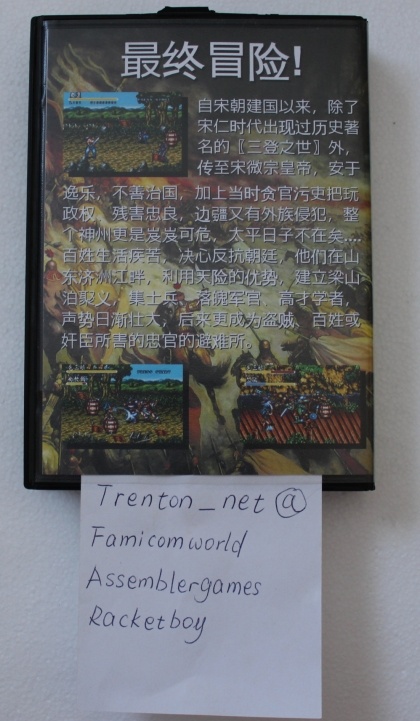 最终冒险!
自宋朝建国以来，除了
宋仁时代出现过历史著
名的〖三登之世〗外，
传至宋微宗皇帝，安于
逸乐，不善治国，加上当时贪官污吏把玩
政权、残害忠良，边疆又有外族侵犯，整
个神州更是岌岌可危，太平日子不在矣....
百姓生活疾苦，决心反抗朝廷，他们在山
东济洲江畔，利用天险的优势，建立梁山
泊聚义，集士兵、落魄军官、高才学者，
声势日渐壮大，后来更成为盗贼、百姓或
奸臣所害的忠官的避难所。
Trenton_net @
Famicomworld
Assemblergames
Racketboy